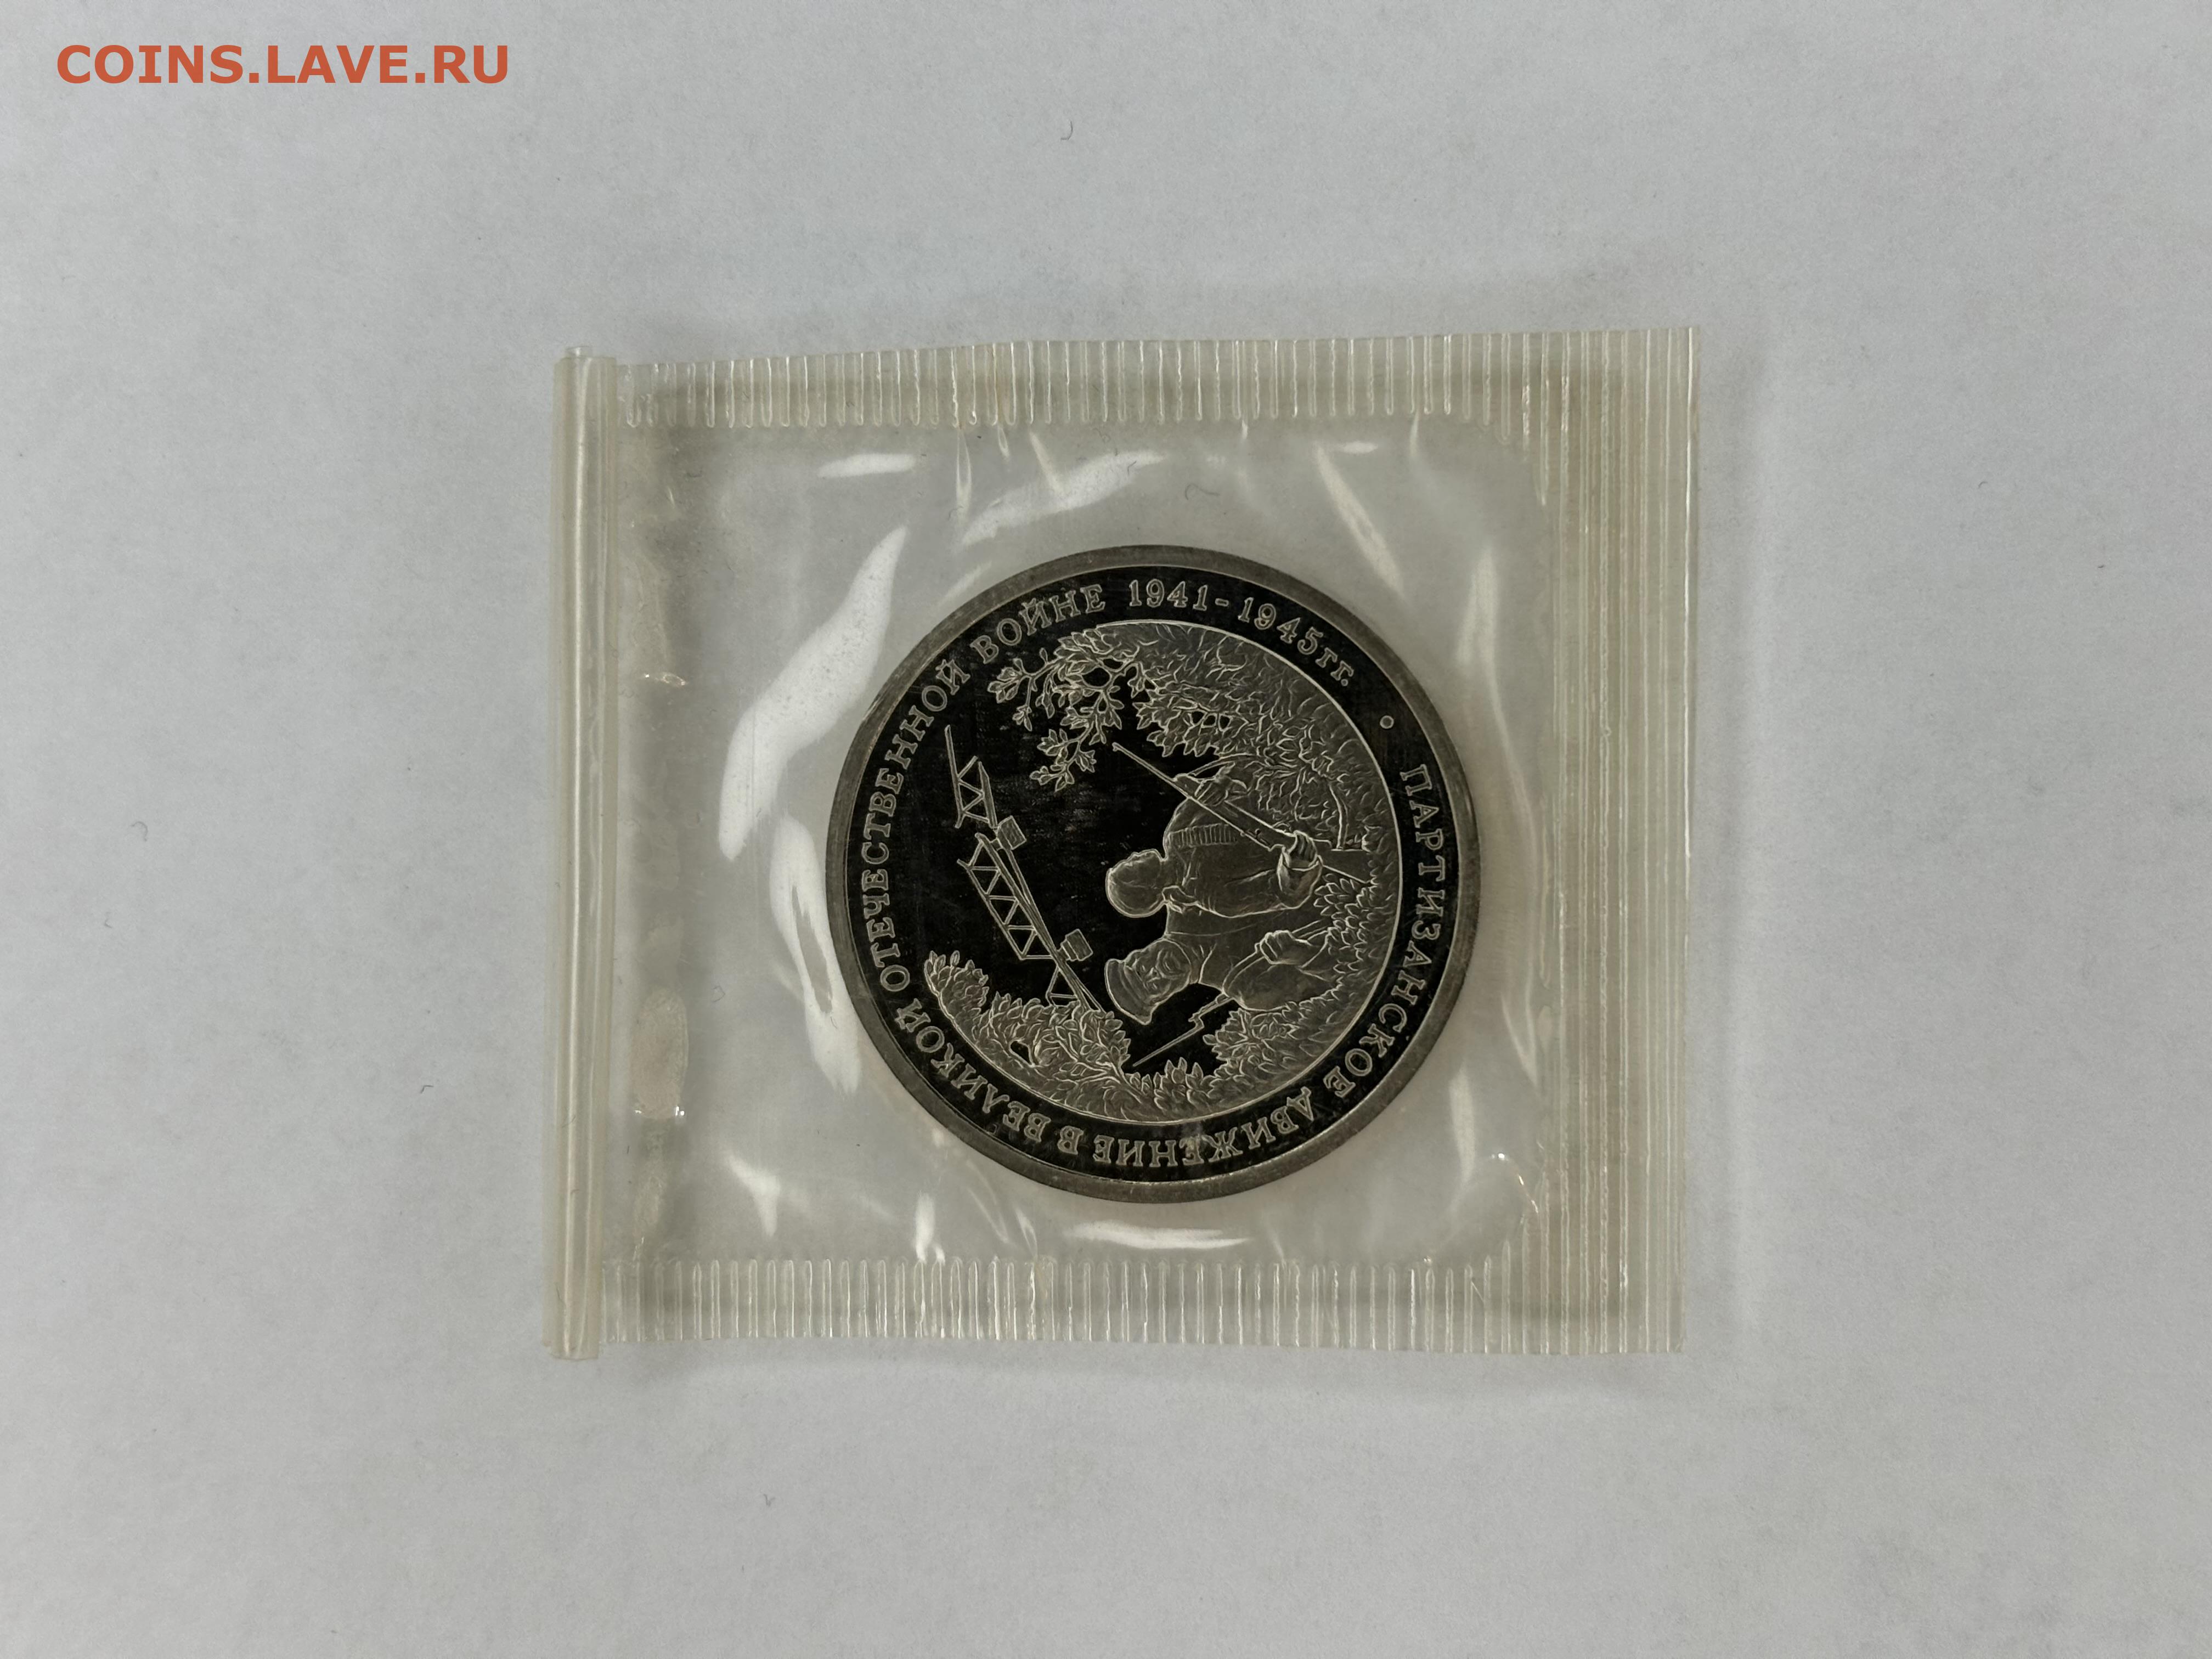 COINS.LAVE.RU
ПАРТИЗАНСКОЕ ДВИЖЕНИЕ В ВЕЛИКОЙ ОТЕЧЕСТВЕННОЙ ВОЙНЕ 1941-1945гг.